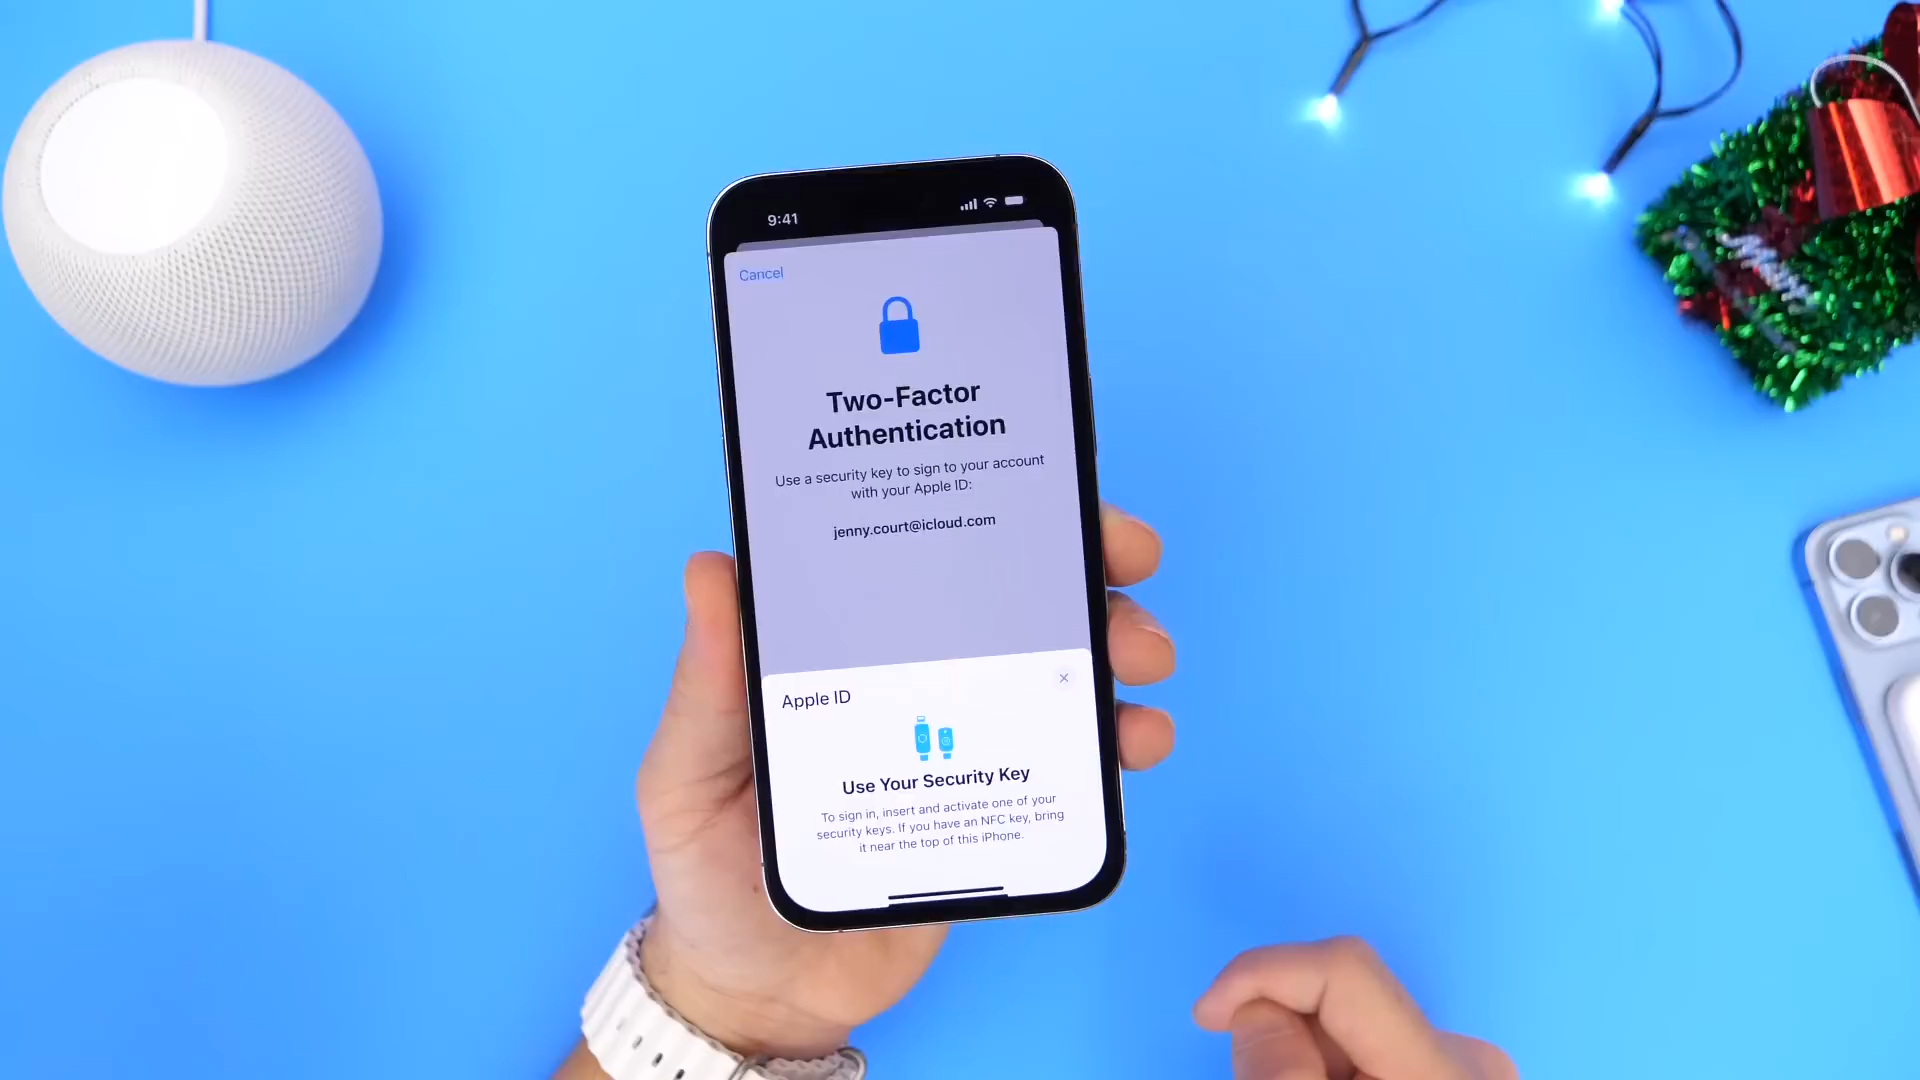 9:41
Cancel
Two-Factor
Authentication
Use a security key to sign to your account
with your Apple ID:
jenny.court@icloud.com
Apple ID
Use Your Security Key
To sign in, insert and activate one of your
security keys. If you have an NFC key, bring
it near the top of this iPhone.
Merry